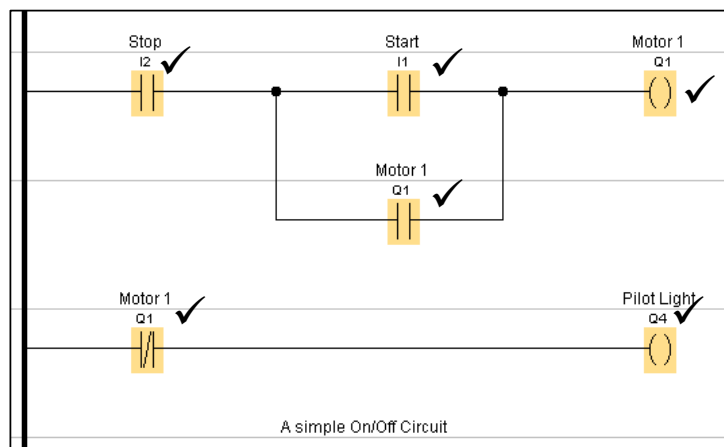 Stop Start Motor 1
I2 I1 Q1
Motor 1
Q1
Motor 1 Pilot Light
Q1 Q4
A simple On/Off Circuit